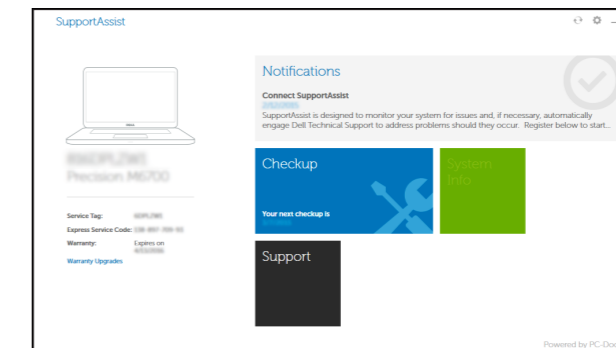 SupportAssist
Notifications
Connect SupportAssist
SupportAssist is designed to monitor your system for issues and, if necessary, automatically
engage Dell Technical Support to address problems should they occur. Register below to start...
Precision M6700
Checkup
System
Info
Your next checkup is
Service Tag:
Express Service Code:
Warranty: Expires on
Warranty Upgrades
Support
Powered by PC-Doc